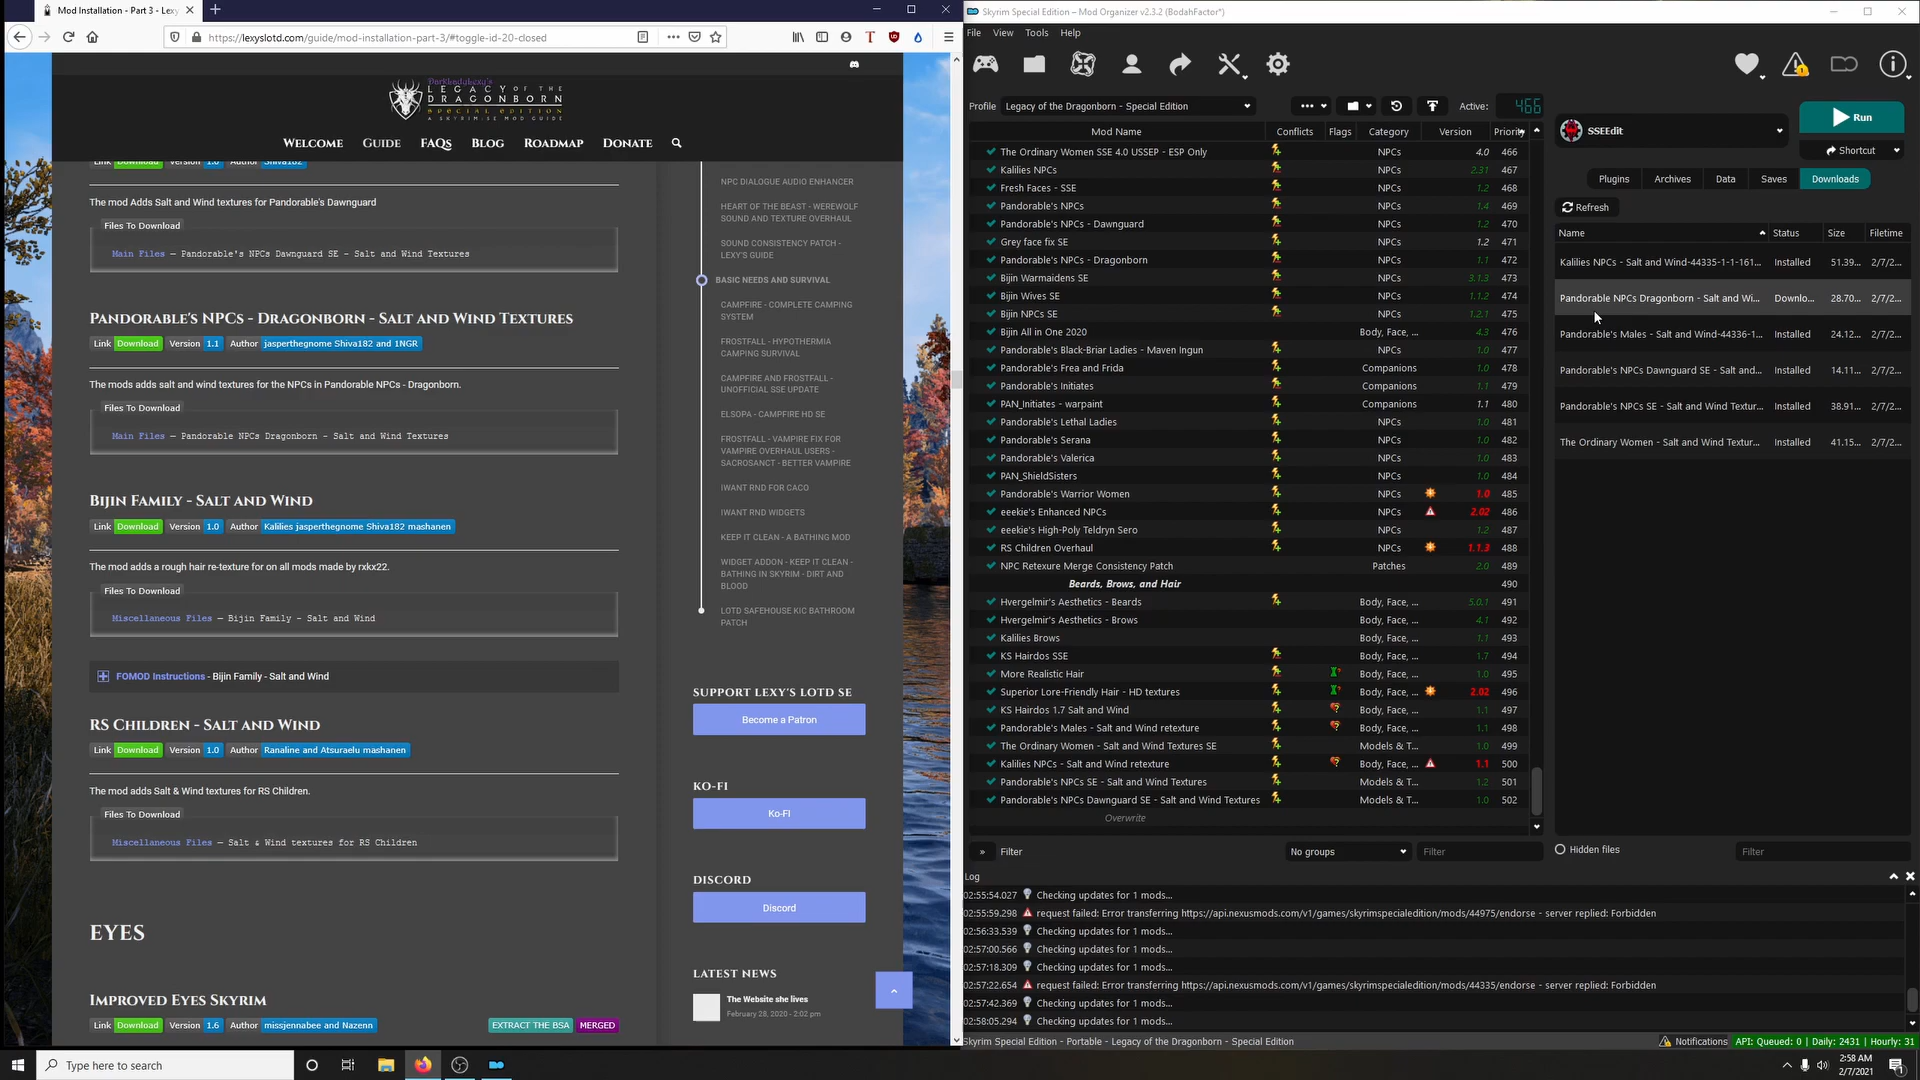 Mod Installation - Part 3 - Lexy
https://lexyslotd.com/guide/mod-installation-part-3/#toggle-id-20-closed
DarkladyLexy's
LEGACY OF THE
DRAGONBORN
SPECIAL EDITION
A SKYRIM:SE MOD GUIDE
WELCOME
GUIDE
FAQS
BLOG
ROADMAP
DONATE
Link Download Version 1.0 Author Shiva182
The mod Adds Salt and Wind textures for Pandorable's Dawnguard
Files To Download
Main Files – Pandorable's NPCs Dawnguard SE - Salt and Wind Textures
PANDORABLE'S NPCS - DRAGONBORN - SALT AND WIND TEXTURES
Link Download Version 1.1 Author jasperthegnome Shiva182 and 1NGR
The mods adds salt and wind textures for the NPCs in Pandorable NPCs - Dragonborn.
Files To Download
Main Files – Pandorable NPCs Dragonborn - Salt and Wind Textures
BIJIN FAMILY - SALT AND WIND
Link Download Version 1.0 Author Kalilies jasperthegnome Shiva182 mashanen
The mod adds a rough hair re-texture for on all mods made by rxkx22.
Files To Download
Miscellaneous Files – Bijin Family - Salt and Wind
FOMOD Instructions - Bijin Family - Salt and Wind
RS CHILDREN - SALT AND WIND
Link Download Version 1.0 Author Ranaline and Atsuraelu mashanen
The mod adds Salt & Wind textures for RS Children.
Files To Download
Miscellaneous Files – Salt & Wind textures for RS Children
EYES
IMPROVED EYES SKYRIM
Link Download Version 1.6 Author missjennabee and Nazenn EXTRACT THE BSA MERGED
NPC DIALOGUE AUDIO ENHANCER
HEART OF THE BEAST - WEREWOLF
SOUND AND TEXTURE OVERHAUL
SOUND CONSISTENCY PATCH -
LEXY'S GUIDE
BASIC NEEDS AND SURVIVAL
CAMPFIRE - COMPLETE CAMPING
SYSTEM
FROSTFALL - HYPOTHERMIA
CAMPING SURVIVAL
CAMPFIRE AND FROSTFALL -
UNOFFICIAL SSE UPDATE
ELSOPA - CAMPFIRE HD SE
FROSTFALL - VAMPIRE FIX FOR
VAMPIRE OVERHAUL USERS -
SACROSANCT - BETTER VAMPIRE
IWANT RND FOR CACO
IWANT RND WIDGETS
KEEP IT CLEAN - A BATHING MOD
WIDGET ADDON - KEEP IT CLEAN -
BATHING IN SKYRIM - DIRT AND
BLOOD
LOTD SAFEHOUSE KIC BATHROOM
PATCH
SUPPORT LEXY'S LOTD SE
Become a Patron
KO-FI
Ko-FI
DISCORD
Discord
LATEST NEWS
The Website she lives
February 28, 2020 - 2:02 pm
Skyrim Special Edition – Mod Organizer v2.3.2 (BodahFactor*)
File View Tools Help
Profile Legacy of the Dragonborn - Special Edition
Active: 466
Mod Name Conflicts Flags Category Version Priority
The Ordinary Women SSE 4.0 USSEP - ESP Only NPCs 4.0 466
Kalilies NPCs NPCs 2.31 467
Fresh Faces - SSE NPCs 1.2 468
Pandorable's NPCs NPCs 1.4 469
Pandorable's NPCs - Dawnguard NPCs 1.2 470
Grey face fix SE NPCs 1.2 471
Pandorable's NPCs - Dragonborn NPCs 1.1 472
Bijin Warmaidens SE NPCs 3.1.3 473
Bijin Wives SE NPCs 1.1.2 474
Bijin NPCs SE NPCs 1.2.1 475
Bijin All in One 2020 Body, Face, ... 4.3 476
Pandorable's Black-Briar Ladies - Maven Ingun NPCs 1.0 477
Pandorable's Frea and Frida Companions 1.0 478
Pandorable's Initiates Companions 1.1 479
PAN_Initiates - warpaint Companions 1.1 480
Pandorable's Lethal Ladies NPCs 1.0 481
Pandorable's Serana NPCs 1.0 482
Pandorable's Valerica NPCs 1.0 483
PAN_ShieldSisters NPCs 1.0 484
Pandorable's Warrior Women NPCs 1.0 485
eeekie's Enhanced NPCs NPCs 2.02 486
eeekie's High-Poly Teldryn Sero NPCs 1.2 487
RS Children Overhaul NPCs 1.1.3 488
NPC Retexure Merge Consistency Patch Patches 2.0 489
Beards, Brows, and Hair 490
Hvergelmir's Aesthetics - Beards Body, Face, ... 5.0.1 491
Hvergelmir's Aesthetics - Brows Body, Face, ... 4.1 492
Kalilies Brows Body, Face, ... 1.1 493
KS Hairdos SSE Body, Face, ... 1.7 494
More Realistic Hair Body, Face, ... 1.0 495
Superior Lore-Friendly Hair - HD textures Body, Face, ... 2.02 496
KS Hairdos 1.7 Salt and Wind Body, Face, ... 1.1 497
Pandorable's Males - Salt and Wind retexture Body, Face, ... 1.1 498
The Ordinary Women - Salt and Wind Textures SE Models & T... 1.0 499
Kalilies NPCs - Salt and Wind retexture Body, Face, ... 1.1 500
Pandorable's NPCs SE - Salt and Wind Textures Models & T... 1.2 501
Pandorable's NPCs Dawnguard SE - Salt and Wind Textures Models & T... 1.0 502
Overwrite
» Filter No groups Filter
SSEEdit
Run
Shortcut
Plugins Archives Data Saves Downloads
Refresh
Name Status Size Filetime
Kalilies NPCs - Salt and Wind-44335-1-1-161... Installed 51.39... 2/7/2...
Pandorable NPCs Dragonborn - Salt and Wi... Downlo... 28.70... 2/7/2...
Pandorable's Males - Salt and Wind-44336-1... Installed 24.12... 2/7/2...
Pandorable's NPCs Dawnguard SE - Salt and... Installed 14.11... 2/7/2...
Pandorable's NPCs SE - Salt and Wind Textur... Installed 38.91... 2/7/2...
The Ordinary Women - Salt and Wind Textur... Installed 41.15... 2/7/2...
Hidden files Filter
Log
02:55:54.027 Checking updates for 1 mods...
02:55:59.298 request failed: Error transferring https://api.nexusmods.com/v1/games/skyrimspecialedition/mods/44975/endorse - server replied: Forbidden
02:56:33.539 Checking updates for 1 mods...
02:57:00.566 Checking updates for 1 mods...
02:57:18.309 Checking updates for 1 mods...
02:57:22.654 request failed: Error transferring https://api.nexusmods.com/v1/games/skyrimspecialedition/mods/44335/endorse - server replied: Forbidden
02:57:42.369 Checking updates for 1 mods...
02:58:05.294 Checking updates for 1 mods...
Skyrim Special Edition - Portable - Legacy of the Dragonborn - Special Edition
Notifications API: Queued: 0 | Daily: 2431 | Hourly: 31
Type here to search
2:58 AM
2/7/2021